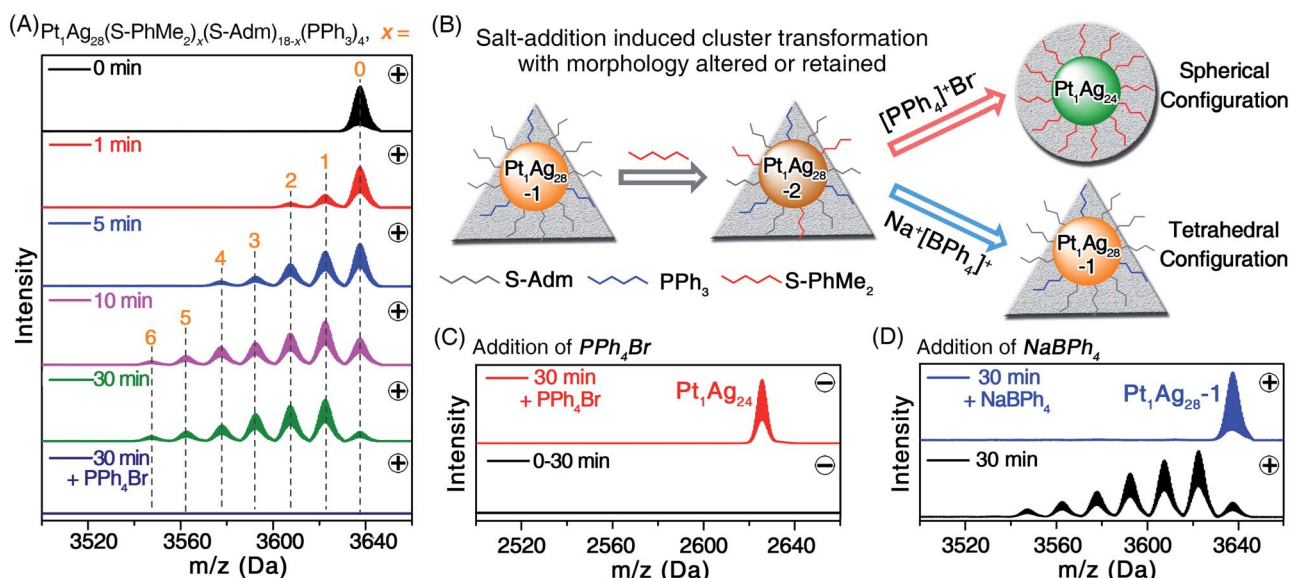 (A) Pt₁Ag₂₈(S-PhMe₂)ₓ(S-Adm)₁₈₋ₓ(PPh₃)₄, x =
0
0 min
+
1 min
2
1
+
5 min
4
3
+
10 min
6
5
+
30 min
+
30 min
+ PPh₄Br
+
Intensity
3520 3560 3600 3640
m/z (Da)
(B)
Salt-addition induced cluster transformation
with morphology altered or retained
Pt₁Ag₂₈
-1
Pt₁Ag₂₈
-2
[PPh₄]⁺Br⁻
Na⁺[BPh₄]⁺
Pt₁Ag₂₄
Spherical
Configuration
Pt₁Ag₂₈
-1
Tetrahedral
Configuration
S-Adm PPh₃ S-PhMe₂
(C) Addition of PPh₄Br
30 min
+ PPh₄Br
Pt₁Ag₂₄
−
0-30 min
−
Intensity
2520 2560 2600 2640
m/z (Da)
(D) Addition of NaBPh₄
30 min
+ NaBPh₄
Pt₁Ag₂₈-1
+
30 min
+
Intensity
3520 3560 3600 3640
m/z (Da)